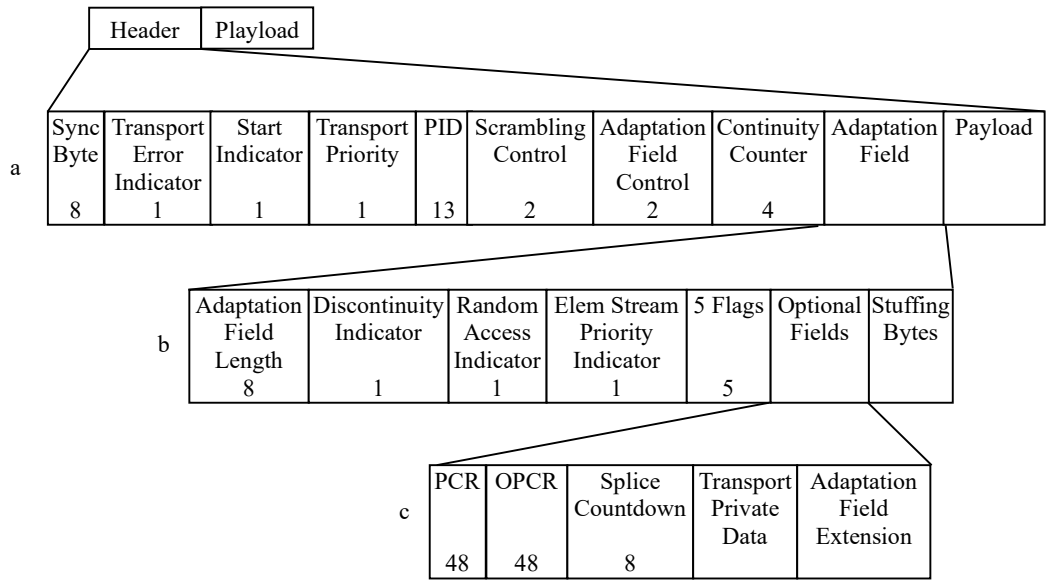 Header Playload
Sync Transport Start Transport PID Scrambling Adaptation Continuity Adaptation Payload
Byte Error Indicator Priority Control Field Counter Field
Indicator Control
a
8 1 1 1 13 2 2 4
Adaptation Discontinuity Random Elem Stream 5 Flags Optional Stuffing
Field Indicator Access Priority Fields Bytes
b
Length Indicator Indicator
8 1 1 1 5
PCR OPCR Splice Transport Adaptation
Countdown Private Field
c
Data Extension
48 48 8